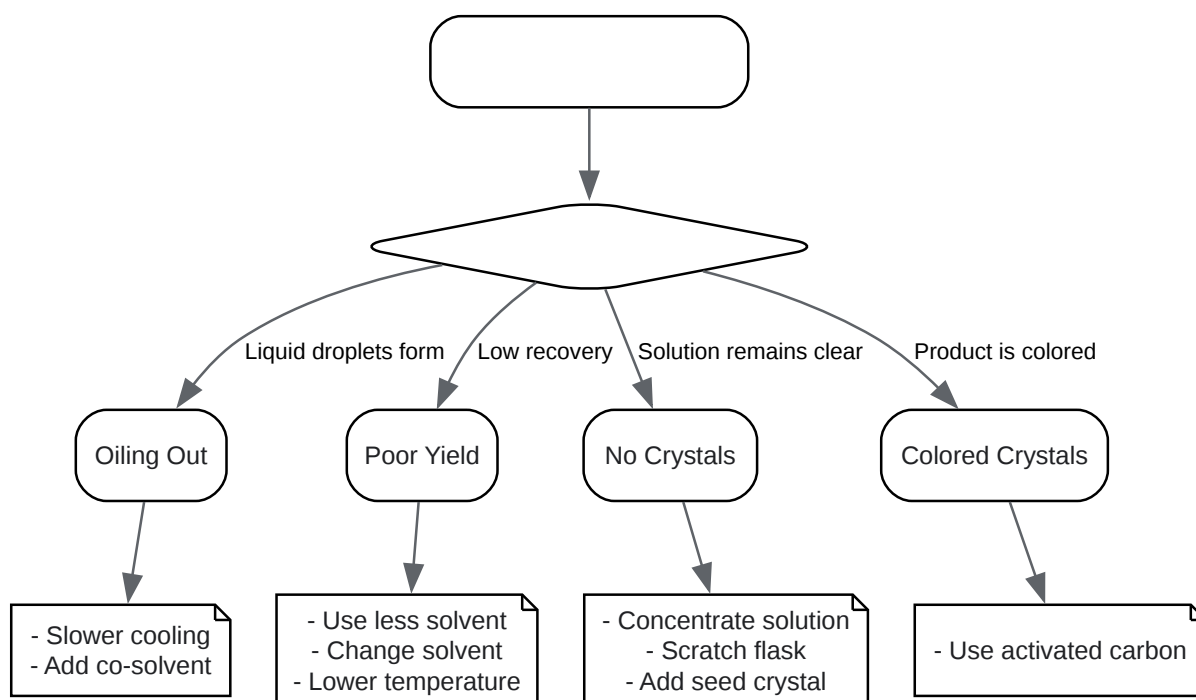 Liquid droplets form
Low recovery
Solution remains clear
Product is colored
Oiling Out
Poor Yield
No Crystals
Colored Crystals
- Slower cooling
- Add co-solvent
- Use less solvent
- Change solvent
- Lower temperature
- Concentrate solution
- Scratch flask
- Add seed crystal
- Use activated carbon